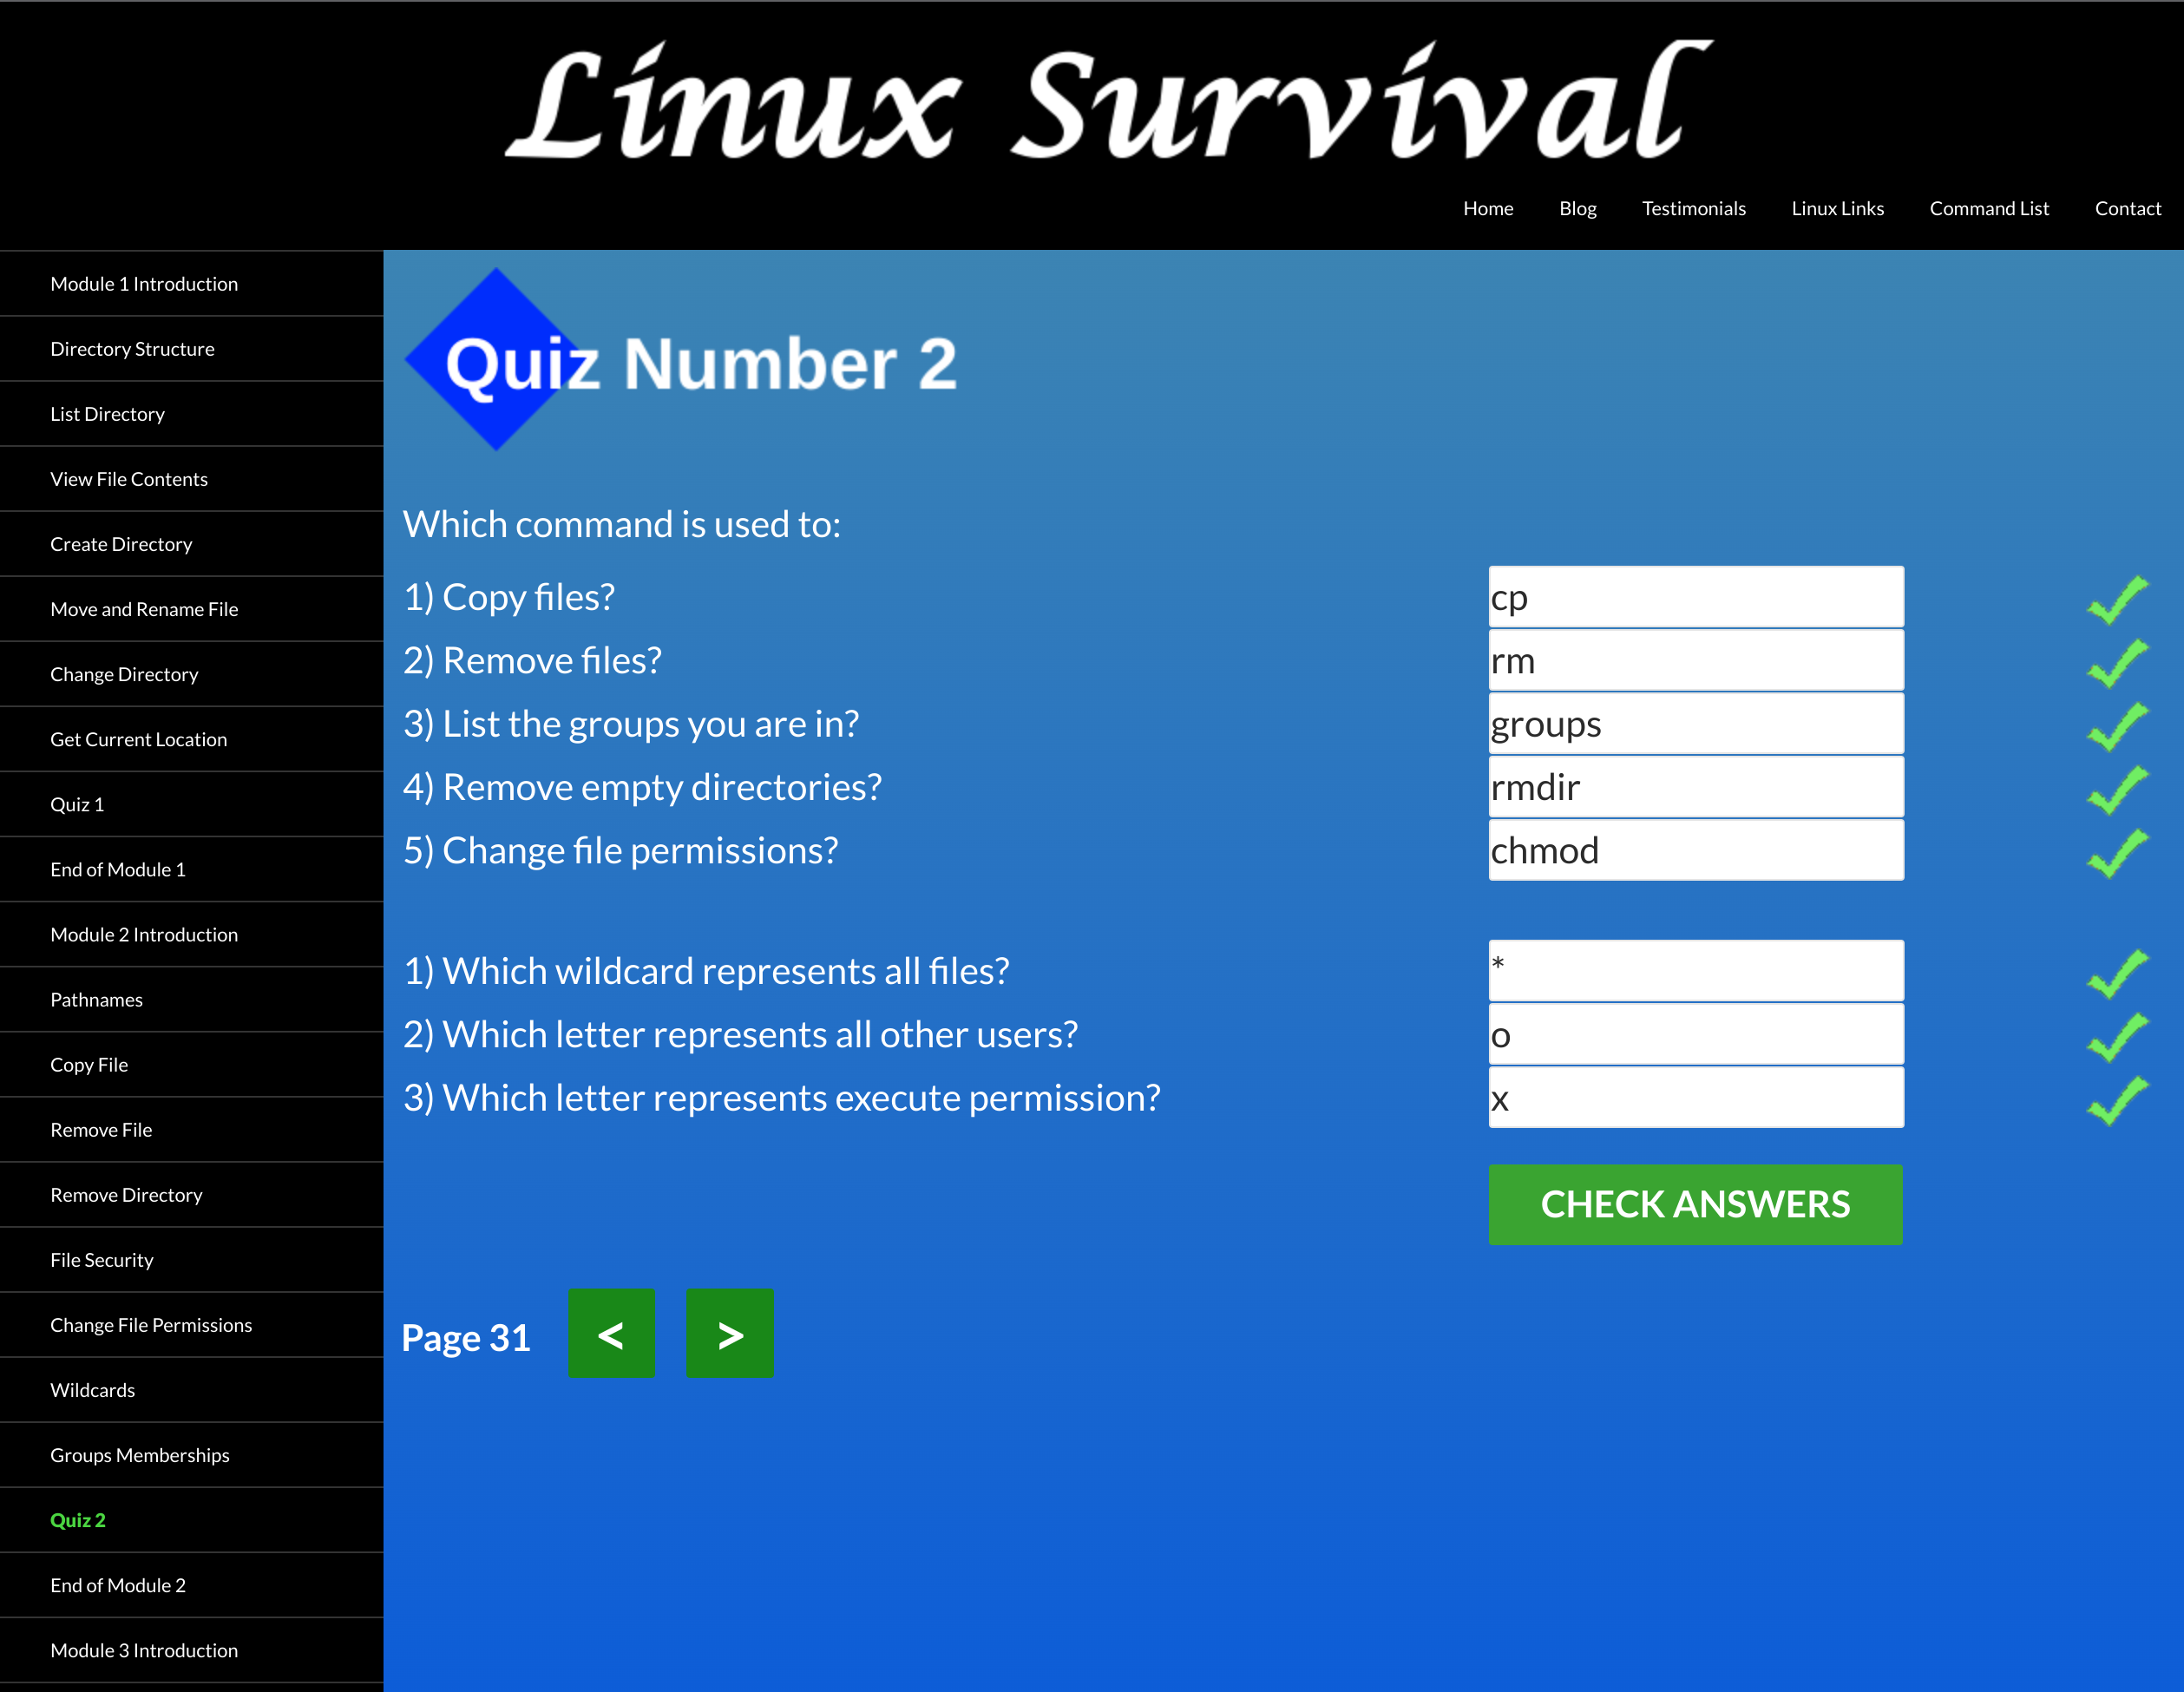 Linux Survival
Home Blog Testimonials Linux Links Command List Contact
Module 1 Introduction
Directory Structure
List Directory
View File Contents
Create Directory
Move and Rename File
Change Directory
Get Current Location
Quiz 1
End of Module 1
Module 2 Introduction
Pathnames
Copy File
Remove File
Remove Directory
File Security
Change File Permissions
Wildcards
Groups Memberships
Quiz 2
End of Module 2
Module 3 Introduction
Quiz Number 2
Which command is used to:
1) Copy files? cp
2) Remove files? rm
3) List the groups you are in? groups
4) Remove empty directories? rmdir
5) Change file permissions? chmod
1) Which wildcard represents all files? *
2) Which letter represents all other users? o
3) Which letter represents execute permission? x
CHECK ANSWERS
Page 31 < >